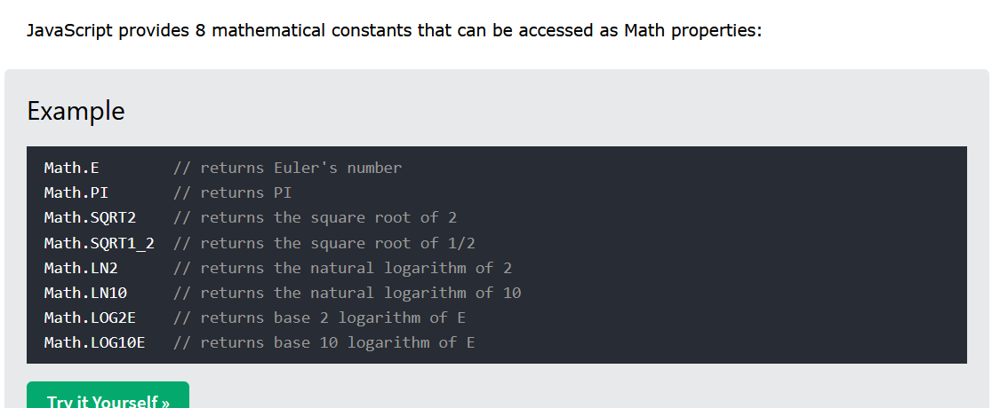 JavaScript provides 8 mathematical constants that can be accessed as Math properties:
Example
Math.E        // returns Euler's number
Math.PI       // returns PI
Math.SQRT2    // returns the square root of 2
Math.SQRT1_2  // returns the square root of 1/2
Math.LN2      // returns the natural logarithm of 2
Math.LN10     // returns the natural logarithm of 10
Math.LOG2E    // returns base 2 logarithm of E
Math.LOG10E   // returns base 10 logarithm of E
Try it Yourself »